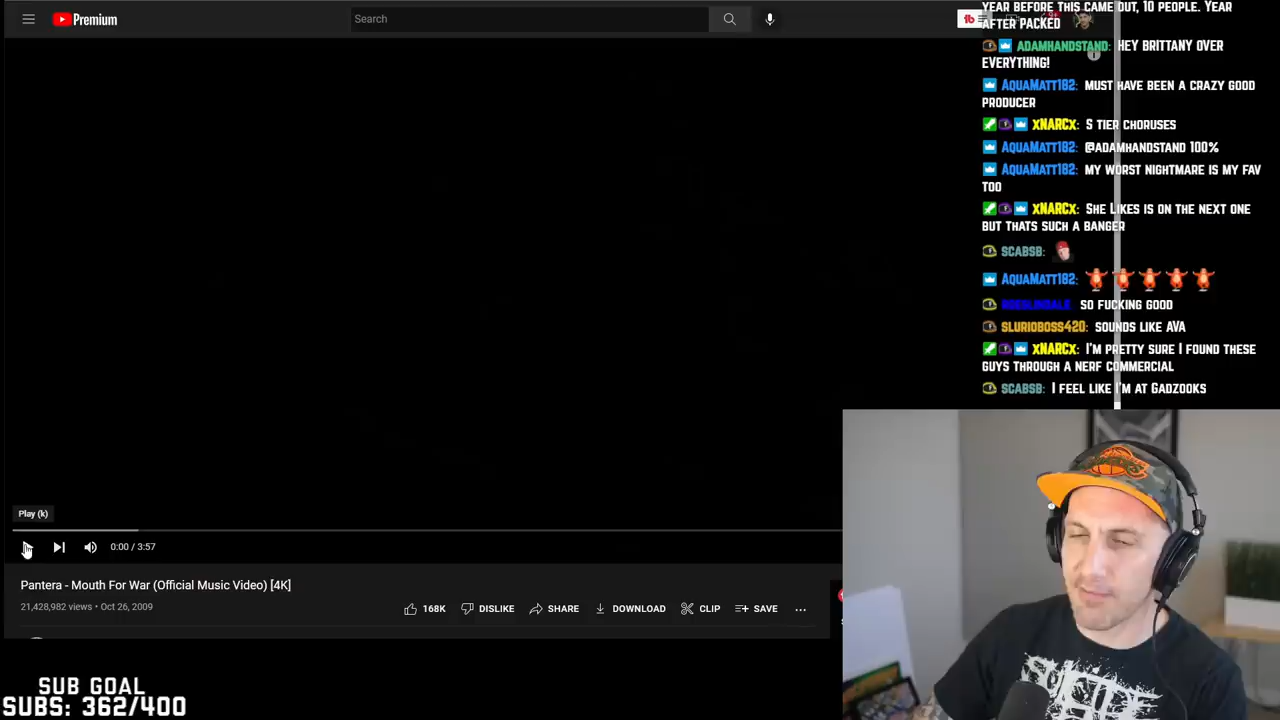 Premium
Search
YEAR BEFORE THIS CAME OUT, 10 PEOPLE. YEAR
AFTER PACKED
ADAMHANDSTAND: HEY BRITTANY OVER
EVERYTHING!
AQUAMATT182: MUST HAVE BEEN A CRAZY GOOD
PRODUCER
XNARCX: S TIER CHORUSES
AQUAMATT182: @ADAMHANDSTAND 100%
AQUAMATT182: MY WORST NIGHTMARE IS MY FAV
TOO
XNARCX: SHE LIKES IS ON THE NEXT ONE
BUT THATS SUCH A BANGER
SCABSB:
AQUAMATT182:
SO FUCKING GOOD
SLURIOBOSS420: SOUNDS LIKE AVA
XNARCX: I'M PRETTY SURE I FOUND THESE
GUYS THROUGH A NERF COMMERCIAL
SCABSB: I FEEL LIKE I'M AT GADZOOKS
Play (k)
0:00 / 3:57
Pantera - Mouth For War (Official Music Video) [4K]
21,428,982 views • Oct 26, 2009
168K DISLIKE SHARE DOWNLOAD CLIP SAVE
SUICIDE
SUB GOAL
SUBS: 362/400